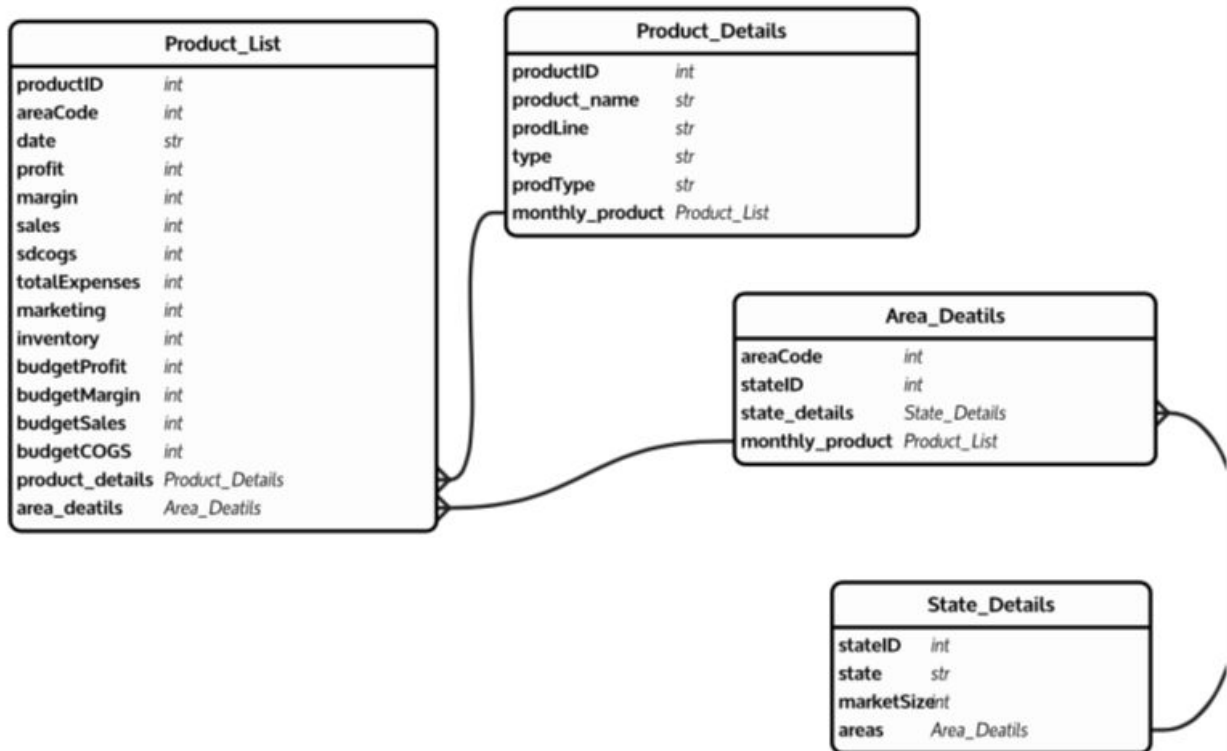 Product_List
productID int
areaCode int
date str
profit int
margin int
sales int
sdcogs int
totalExpenses int
marketing int
inventory int
budgetProfit int
budgetMargin int
budgetSales int
budgetCOGS int
product_details Product_Details
area_deatils Area_Deatils
Product_Details
productID int
product_name str
prodLine str
type str
prodType str
monthly_product Product_List
Area_Deatils
areaCode int
stateID int
state_details State_Details
monthly_product Product_List
State_Details
stateID int
state str
marketSize int
areas Area_Deatils